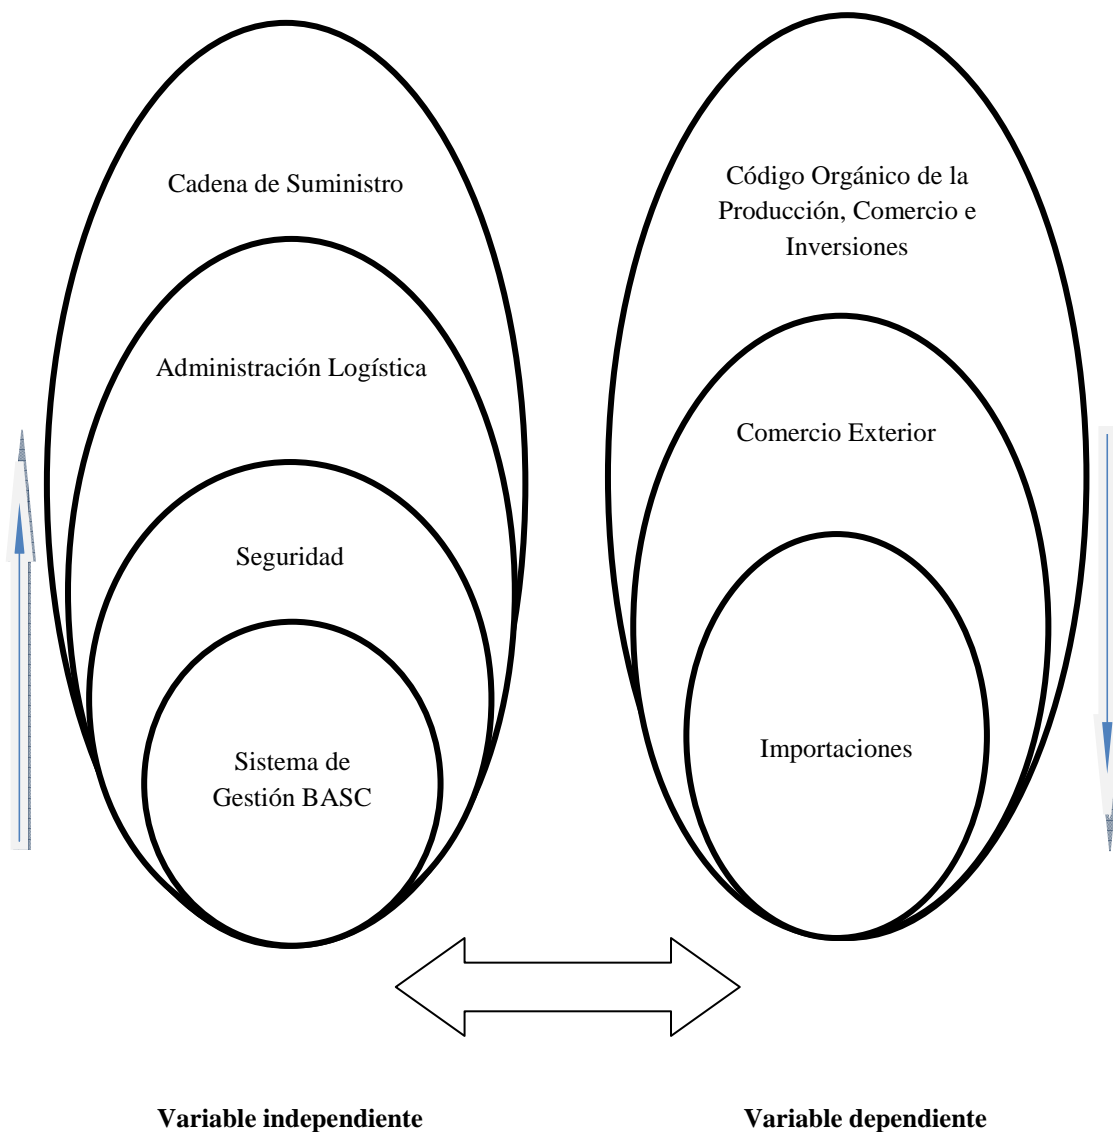 Cadena de Suministro
Administración Logística
Seguridad
Sistema de
Gestión BASC
Código Orgánico de la
Producción, Comercio e
Inversiones
Comercio Exterior
Importaciones
Variable independiente
Variable dependiente